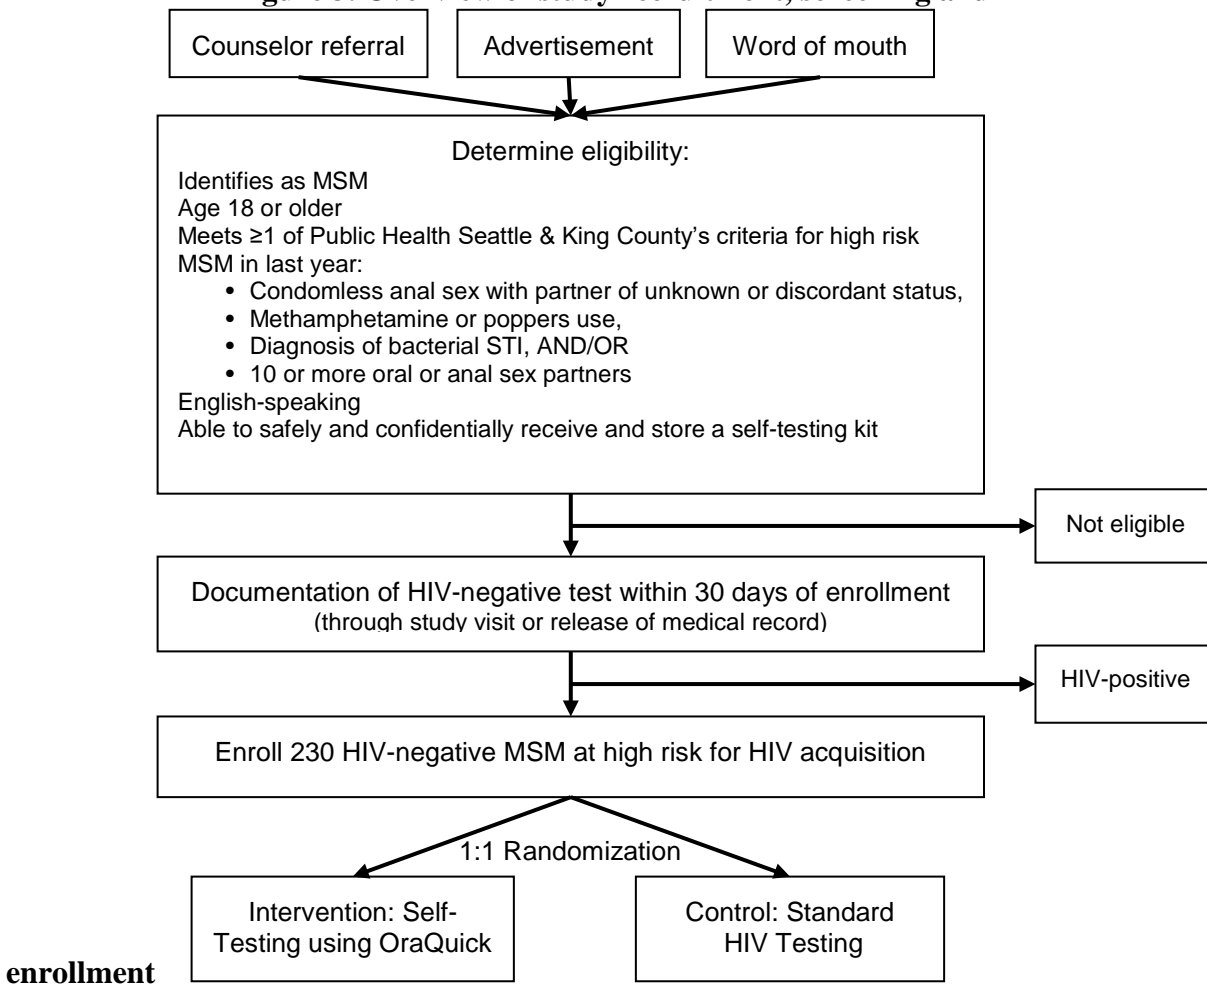 Counselor referral
Advertisement
Word of mouth
Determine eligibility:
Identifies as MSM
Age 18 or older
Meets ≥1 of Public Health Seattle & King County's criteria for high risk
MSM in last year:
• Condomless anal sex with partner of unknown or discordant status,
• Methamphetamine or poppers use,
• Diagnosis of bacterial STI, AND/OR
• 10 or more oral or anal sex partners
English-speaking
Able to safely and confidentially receive and store a self-testing kit
Not eligible
Documentation of HIV-negative test within 30 days of enrollment
(through study visit or release of medical record)
HIV-positive
Enroll 230 HIV-negative MSM at high risk for HIV acquisition
1:1 Randomization
Intervention: Self-
Testing using OraQuick
Control: Standard
HIV Testing
enrollment